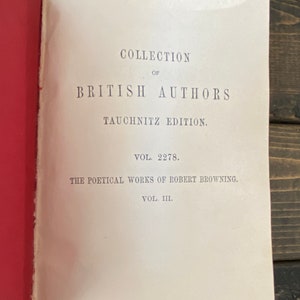 COLLECTION
OF
BRITISH AUTHORS
TAUCHNITZ EDITION.
VOL. 2278.
THE POETICAL WORKS OF ROBERT BROWNING.
VOL. III.